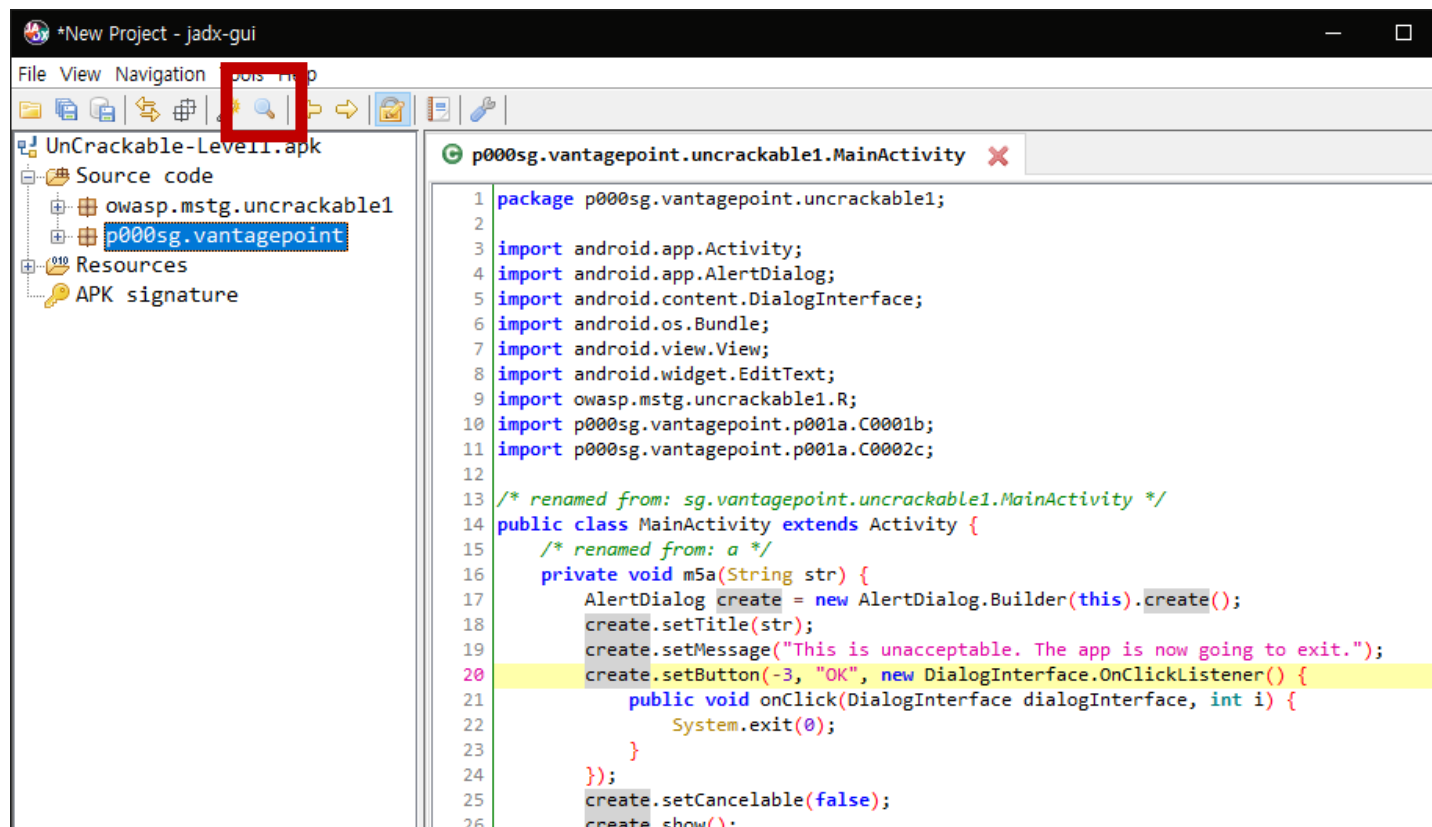 *New Project - jadx-gui
File View Navigation Tools Help
UnCrackable-Level1.apk
Source code
owasp.mstg.uncrackable1
p000sg.vantagepoint
Resources
APK signature
p000sg.vantagepoint.uncrackable1.MainActivity
1 package p000sg.vantagepoint.uncrackable1;
2
3 import android.app.Activity;
4 import android.app.AlertDialog;
5 import android.content.DialogInterface;
6 import android.os.Bundle;
7 import android.view.View;
8 import android.widget.EditText;
9 import owasp.mstg.uncrackable1.R;
10 import p000sg.vantagepoint.p001a.C0001b;
11 import p000sg.vantagepoint.p001a.C0002c;
12
13 /* renamed from: sg.vantagepoint.uncrackable1.MainActivity */
14 public class MainActivity extends Activity {
15 /* renamed from: a */
16 private void m5a(String str) {
17 AlertDialog create = new AlertDialog.Builder(this).create();
18 create.setTitle(str);
19 create.setMessage("This is unacceptable. The app is now going to exit.");
20 create.setButton(-3, "OK", new DialogInterface.OnClickListener() {
21 public void onClick(DialogInterface dialogInterface, int i) {
22 System.exit(0);
23 }
24 });
25 create.setCancelable(false);
26 create.show();